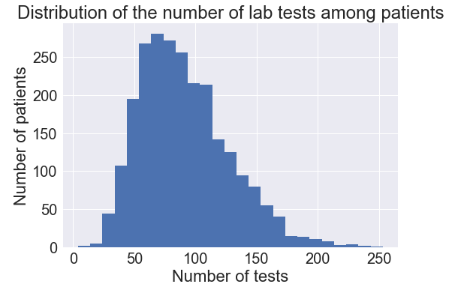 Distribution of the number of lab tests among patients
Number of patients
250
200
150
100
50
0
0 50 100 150 200 250
Number of tests